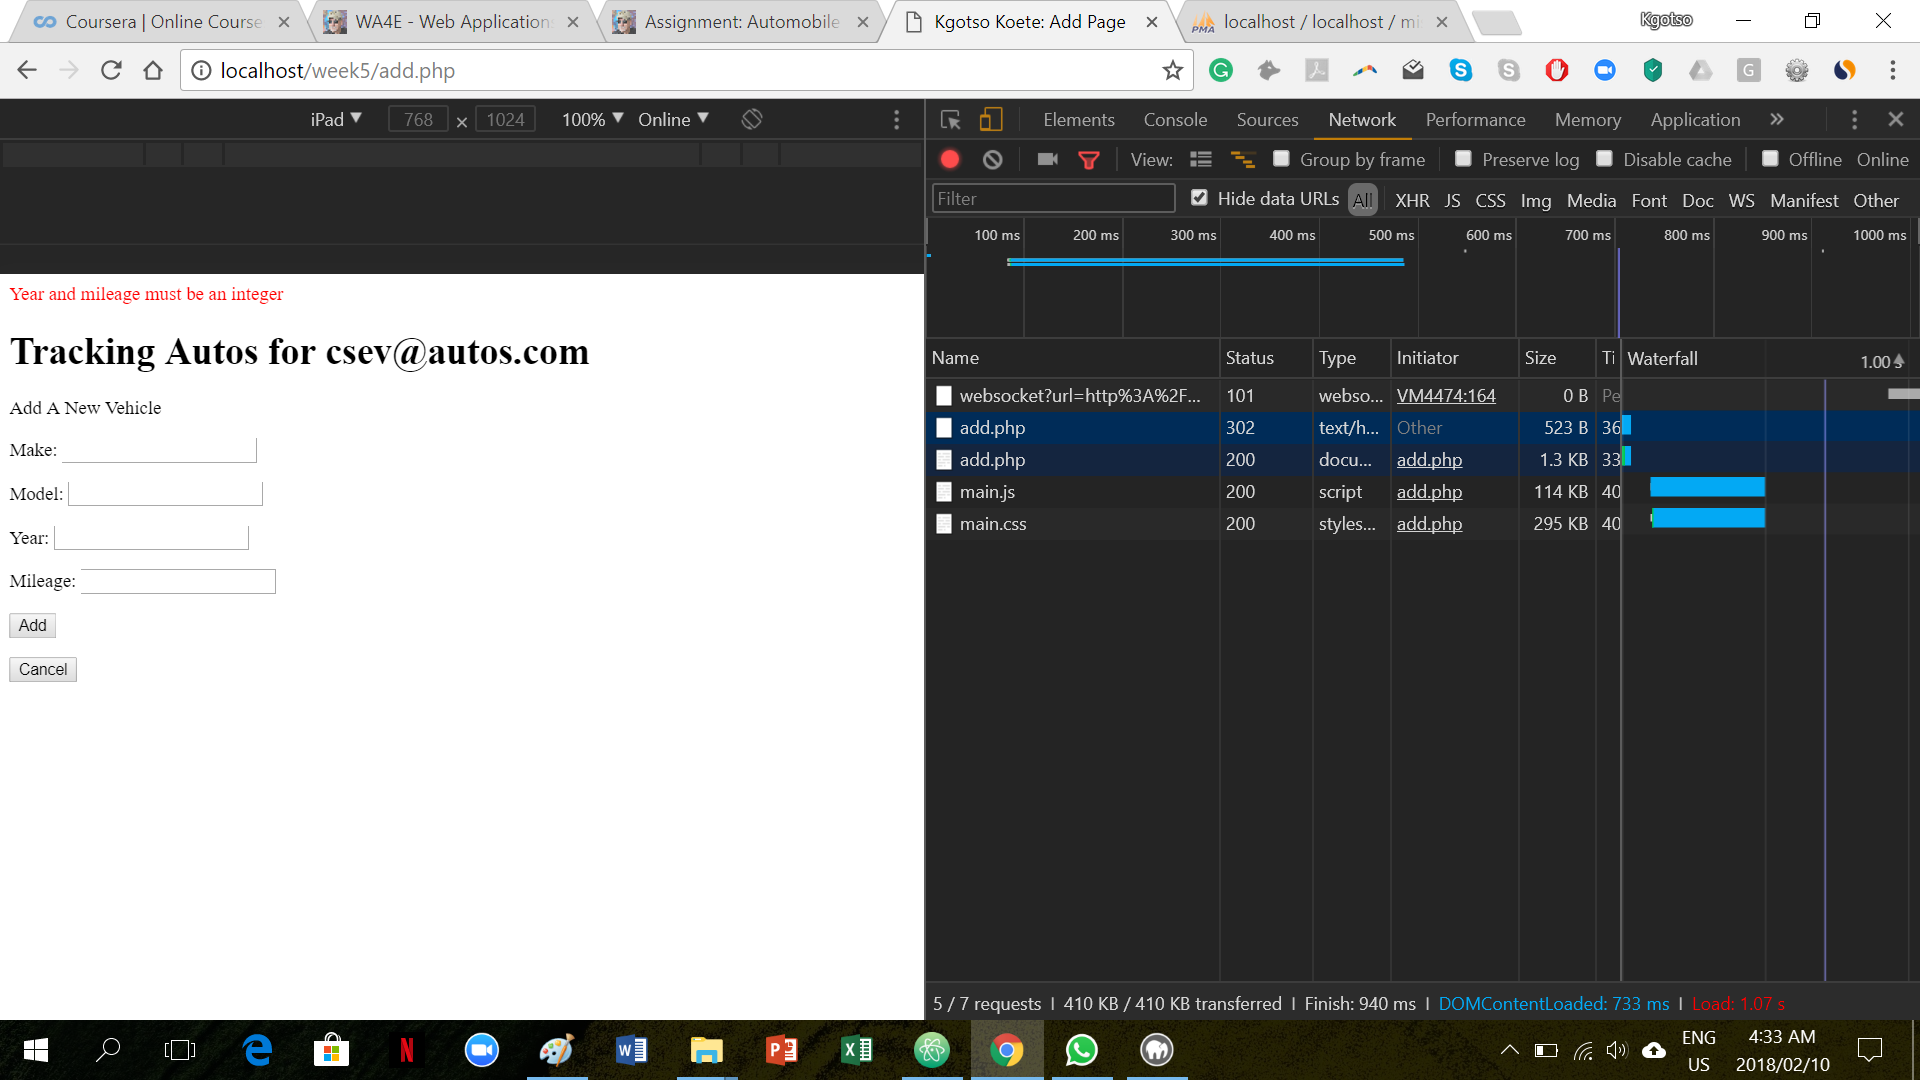 Coursera | Online Course
WA4E - Web Applications
Assignment: Automobile
Kgotso Koete: Add Page
localhost / localhost / mi
Kgotso
localhost/week5/add.php
iPad 768 × 1024 100% Online
Elements Console Sources Network Performance Memory Application
View: Group by frame Preserve log Disable cache Offline Online
Filter Hide data URLs All XHR JS CSS Img Media Font Doc WS Manifest Other
100 ms 200 ms 300 ms 400 ms 500 ms 600 ms 700 ms 800 ms 900 ms 1000 ms
Name Status Type Initiator Size Ti Waterfall 1.00 s
websocket?url=http%3A%2F... 101 webso... VM4474:164 0 B Pe
add.php 302 text/h... Other 523 B 36
add.php 200 docu... add.php 1.3 KB 33
main.js 200 script add.php 114 KB 40
main.css 200 styles... add.php 295 KB 40
5 / 7 requests | 410 KB / 410 KB transferred | Finish: 940 ms | DOMContentLoaded: 733 ms | Load: 1.07 s
Year and mileage must be an integer
Tracking Autos for csev@autos.com
Add A New Vehicle
Make:
Model:
Year:
Mileage:
Add
Cancel
ENG
US
4:33 AM
2018/02/10